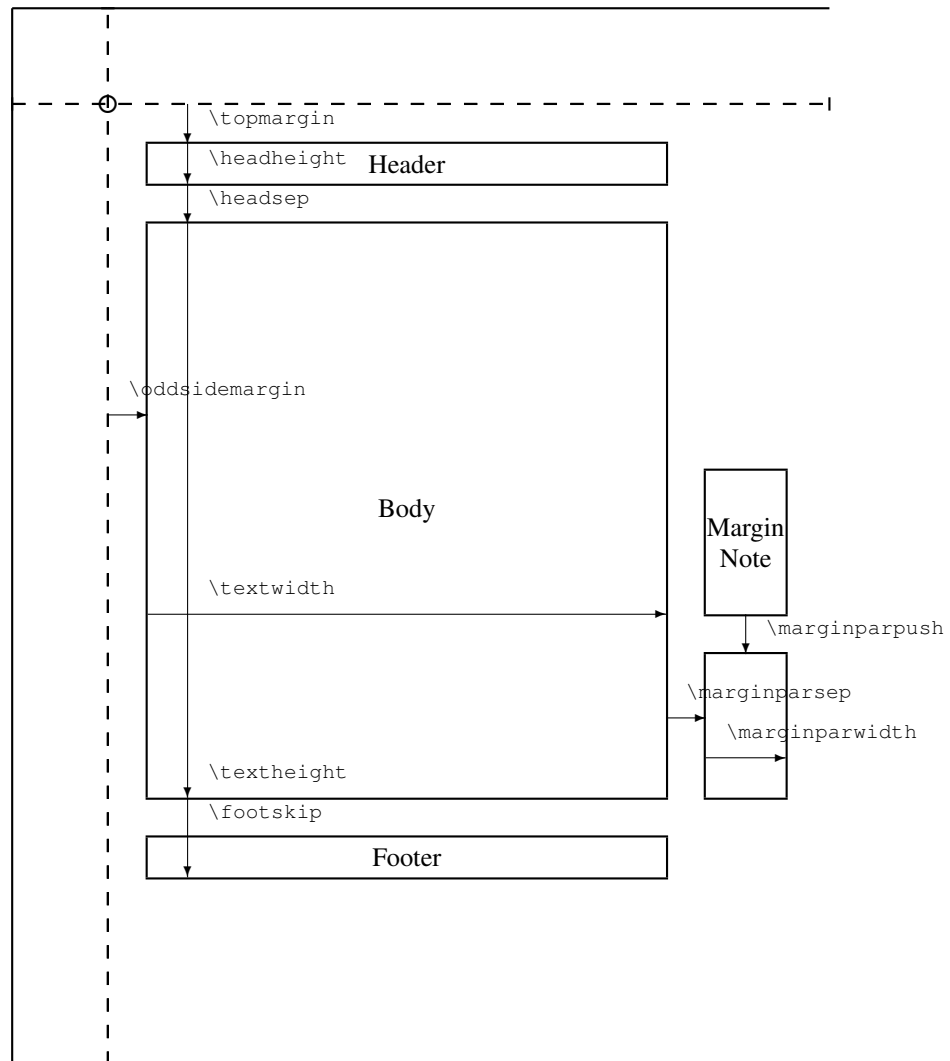 \topmargin
\headheight
Header
\headsep
\oddsidemargin
Body
Margin
Note
\textwidth
\marginparpush
\marginparsep
\marginparwidth
\textheight
\footskip
Footer